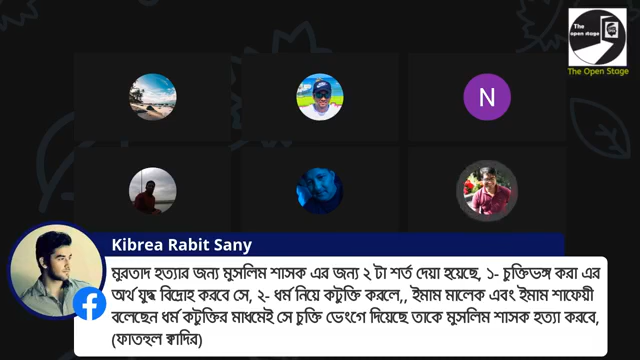 The
open stage
The Open Stage
N
Kibrea Rabit Sany
মুরতাদ হত্যার জন্য মুসলিম শাসক এর জন্য ২ টা শর্ত দেয়া হয়েছে, ১- চুক্তিভঙ্গ করা এর
অর্থ যুদ্ধ বিদ্রোহ করবে সে, ২- ধর্ম নিয়ে কটুক্তি করলে,, ইমাম মালেক এবং ইমাম শাফেয়ী
বলেছেন ধর্ম কটুক্তির মাধমেই সে চুক্তি ভেংগে দিয়েছে তাকে মুসলিম শাসক হত্যা করবে,
(ফাতহুল ক্বাদির)